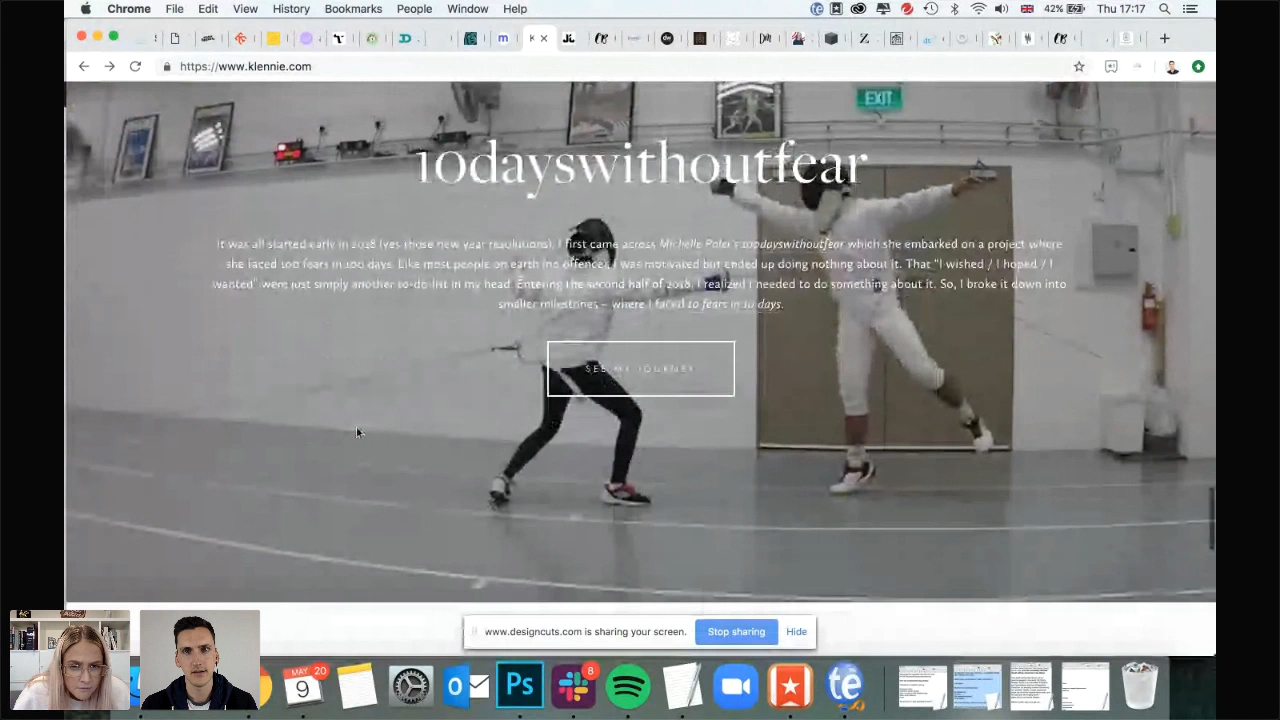 Chrome File Edit View History Bookmarks People Window Help 42% Thu 17:17
https://www.klennie.com
EXIT
10dayswithoutfear
It was all started early in 2018 (yes those new year resolutions). I first came across Michelle Poler's 100dayswithoutfear which she embarked on a project where
she faced 100 fears in 100 days. Like most people on earth (no offence), I was motivated but ended up doing nothing about it. That "I wished / I hoped / I
wanted" were just simply another to-do-list in my head. Entering the second half of 2018, I realized I needed to do something about it. So, I broke it down into
smaller milestones – where I faced 10 fears in 10 days.
SEE MY JOURNEY
www.designcuts.com is sharing your screen. Stop sharing Hide
MAY 20
9
Ps
8
te